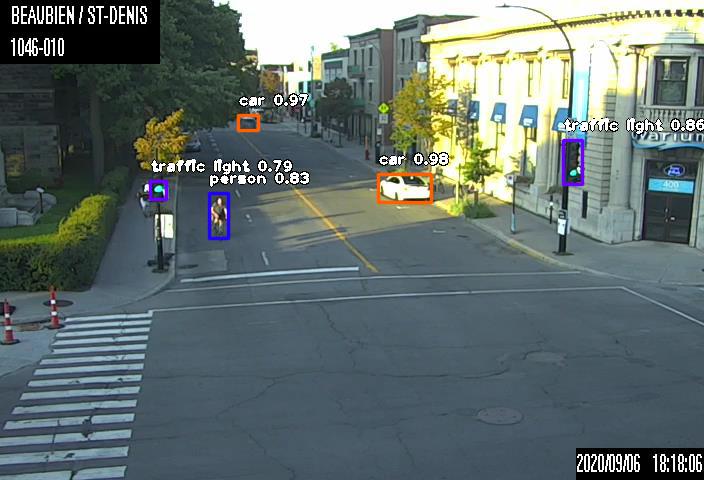 BEAUBIEN / ST-DENIS
1046-010
car 0.97
traffic light 0.86
car 0.98
traffic light 0.79
person 0.83
400
2020/09/06 18:18:06